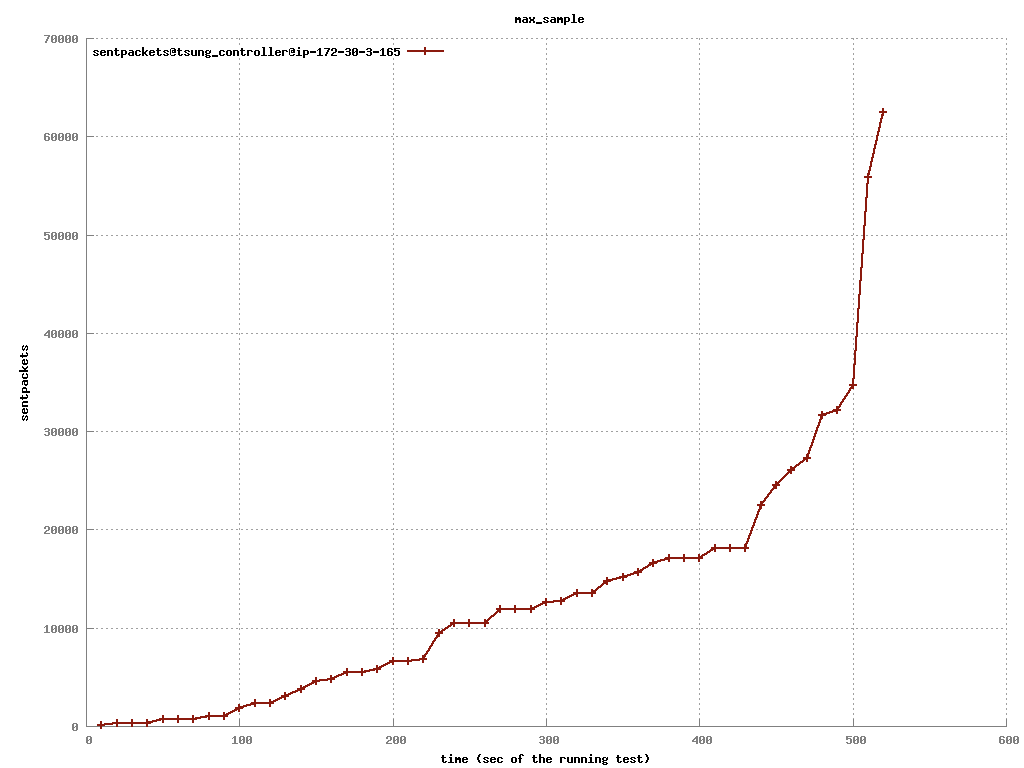 max_sample
70000
sentpackets@tsung_controller@ip-172-30-3-165
60000
50000
40000
sentpackets
30000
20000
10000
0
0 100 200 300 400 500 600
time (sec of the running test)